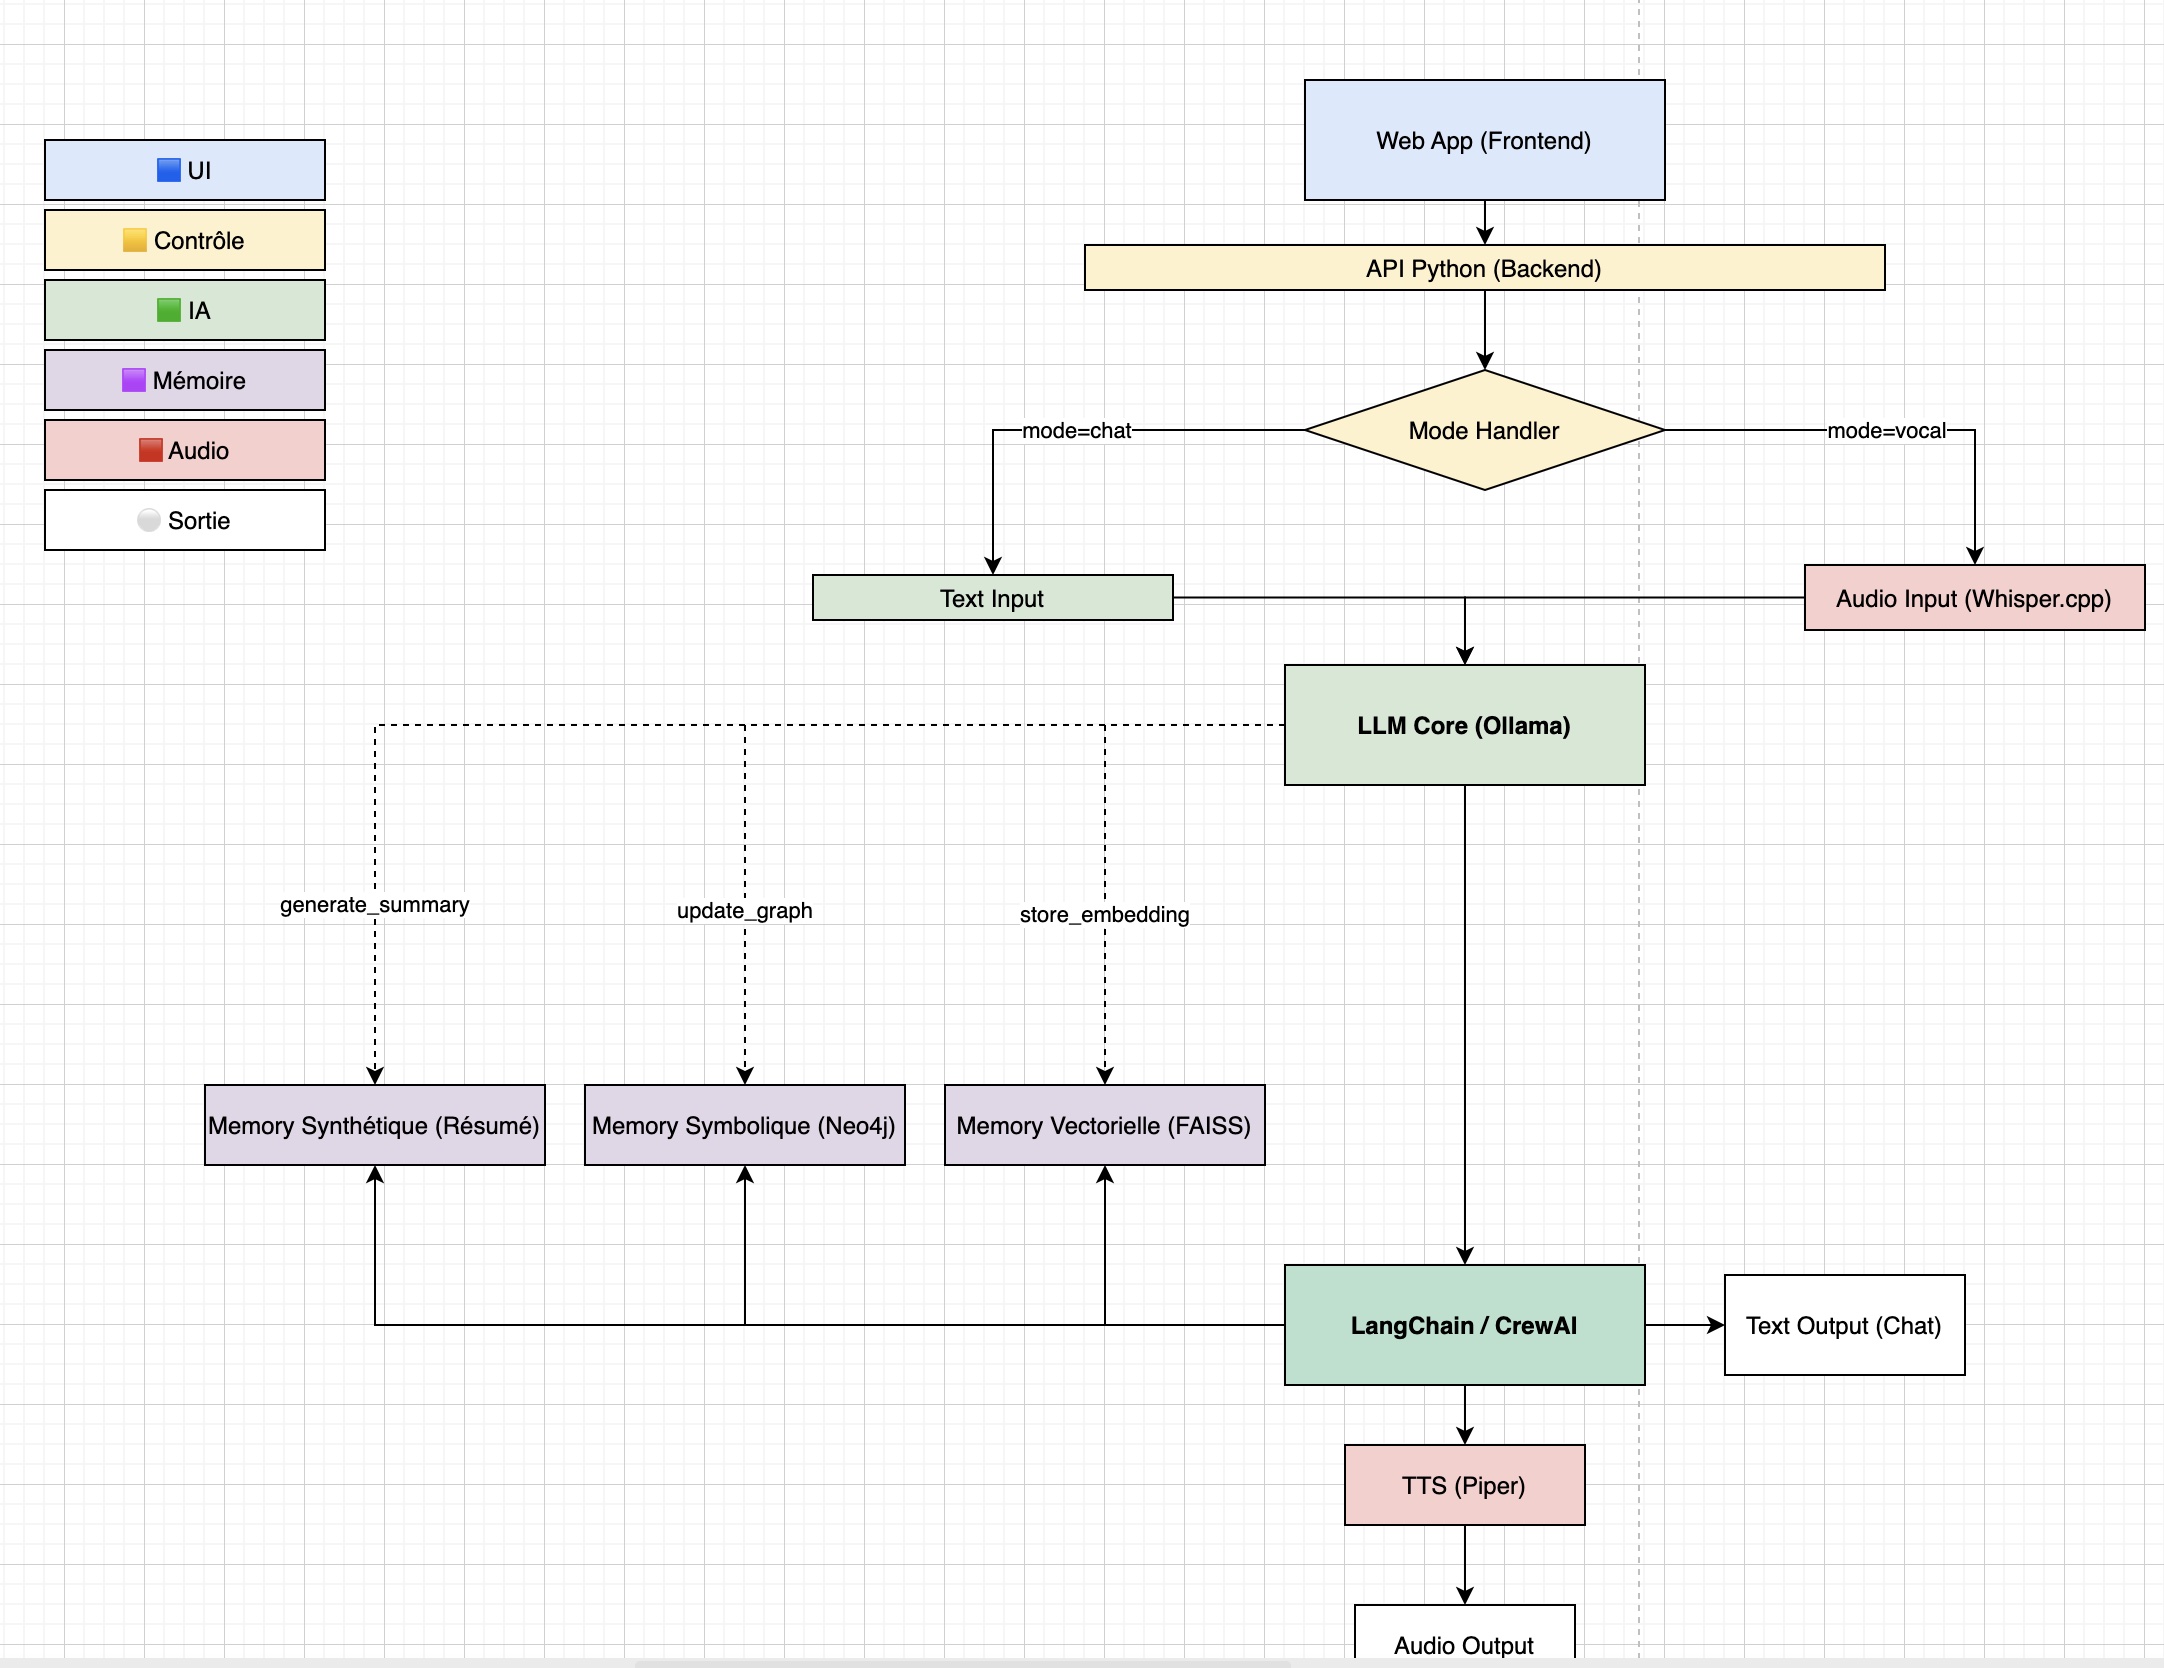 Web App (Frontend)
UI
API Python (Backend)
Contrôle
IA
Mémoire
Audio
Sortie
Mode Handler
mode=chat
mode=vocal
Text Input
Audio Input (Whisper.cpp)
LLM Core (Ollama)
generate_summary
update_graph
store_embedding
Memory Synthétique (Résumé)
Memory Symbolique (Neo4j)
Memory Vectorielle (FAISS)
LangChain / CrewAI
Text Output (Chat)
TTS (Piper)
Audio Output